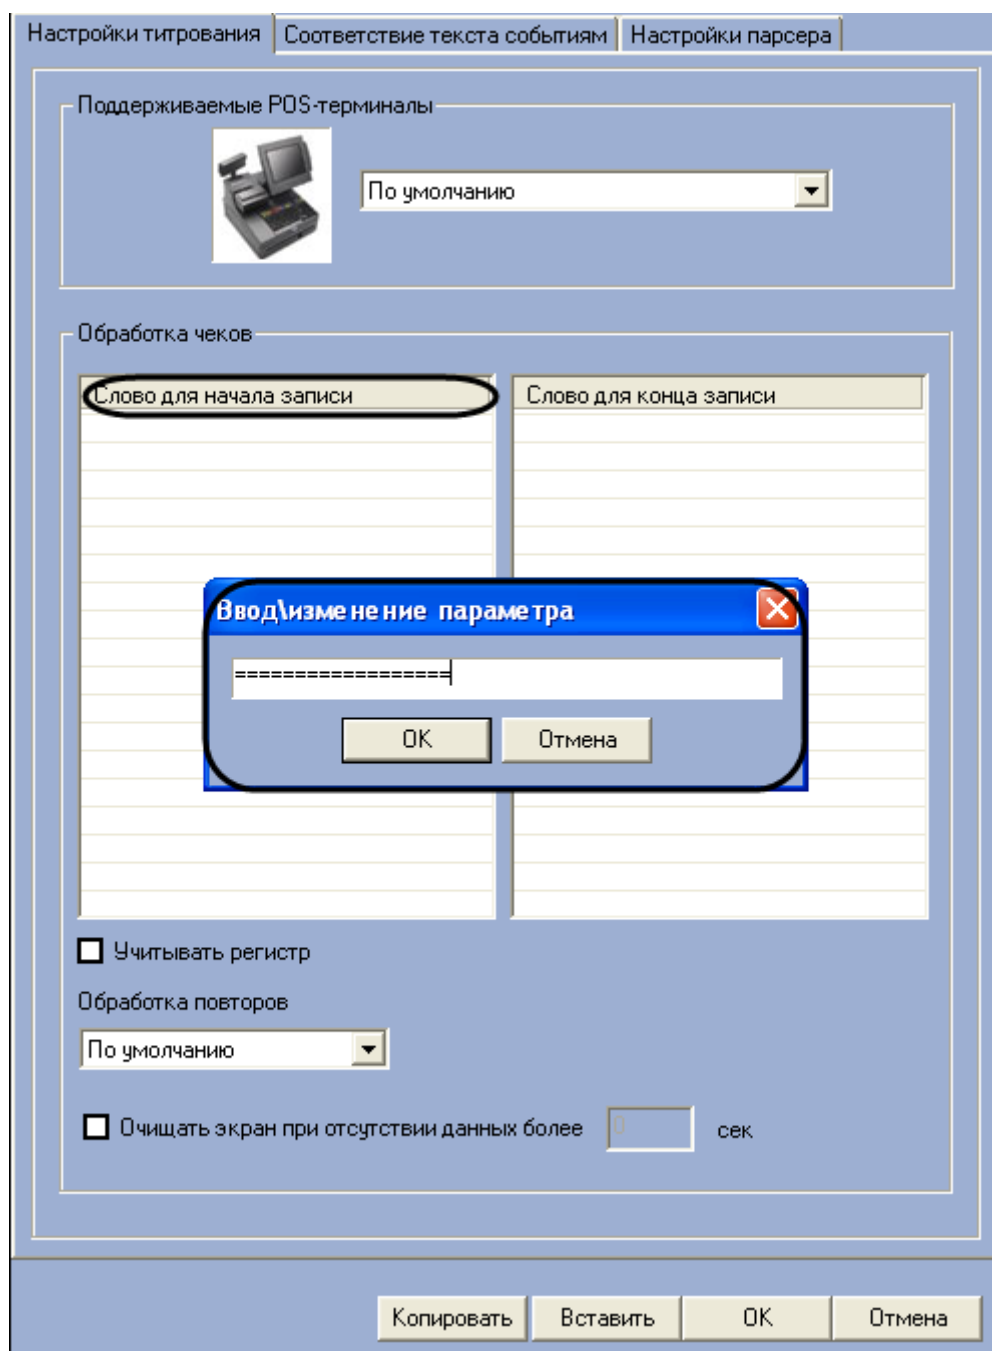 Настройки титрования Соответствие текста событиям Настройки парсера
Поддерживаемые POS-терминалы
По умолчанию
Обработка чеков
Слово для начала записи Слово для конца записи
Ввод\изменение параметра
==================
OK Отмена
Учитывать регистр
Обработка повторов
По умолчанию
Очищать экран при отсутствии данных более 0 сек
Копировать Вставить OK Отмена